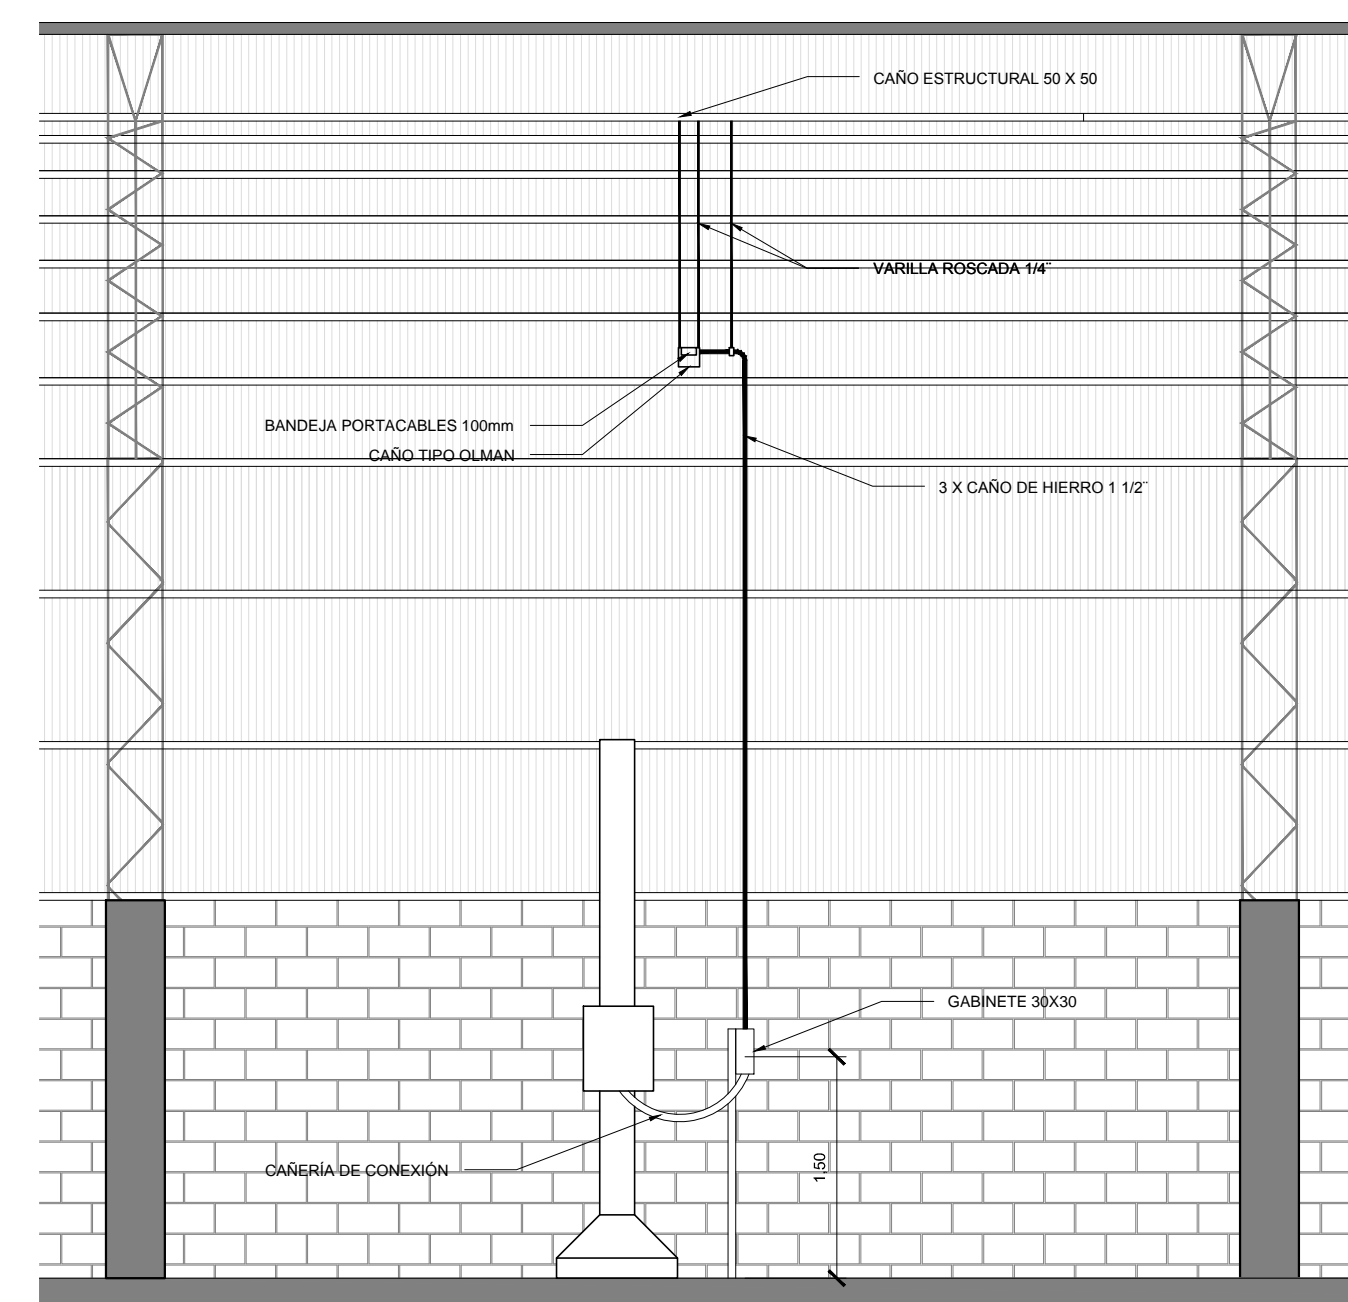 CAÑO ESTRUCTURAL 50 X 50
VARILLA ROSCADA 1/4¨
BANDEJA PORTACABLES 100mm
CAÑO TIPO OLMAN
3 X CAÑO DE HIERRO 1 1/2¨
GABINETE 30X30
1,50
CAÑERÍA DE CONEXIÓN